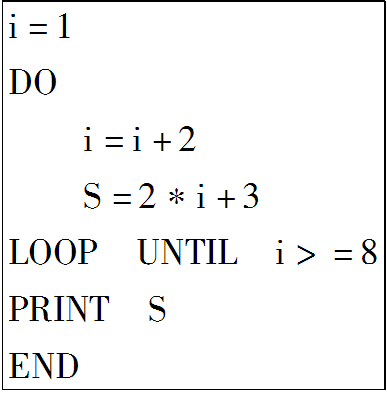 i = 1
DO
i = i + 2
S = 2 * i + 3
LOOP UNTIL i > = 8
PRINT S
END